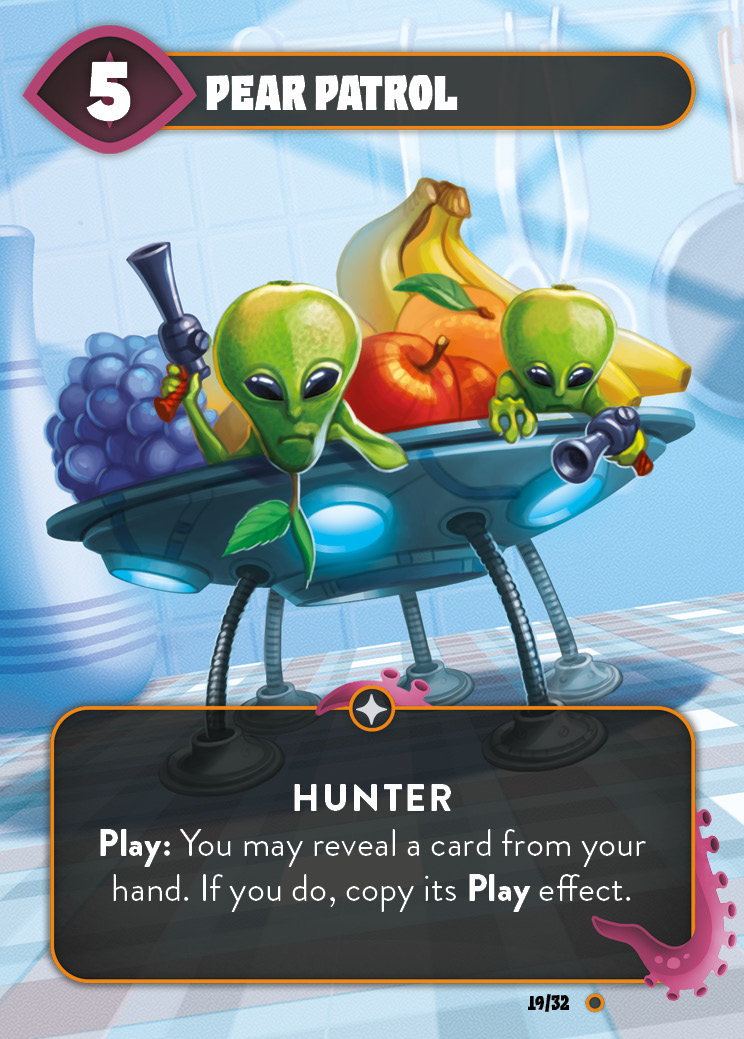 5
PEAR PATROL
HUNTER
Play: You may reveal a card from your
hand. If you do, copy its Play effect.
19/32